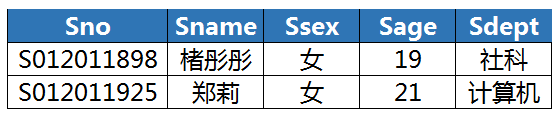 Sno Sname Ssex Sage Sdept
S012011898 楮彤彤 女 19 社科
S012011925 郑莉 女 21 计算机